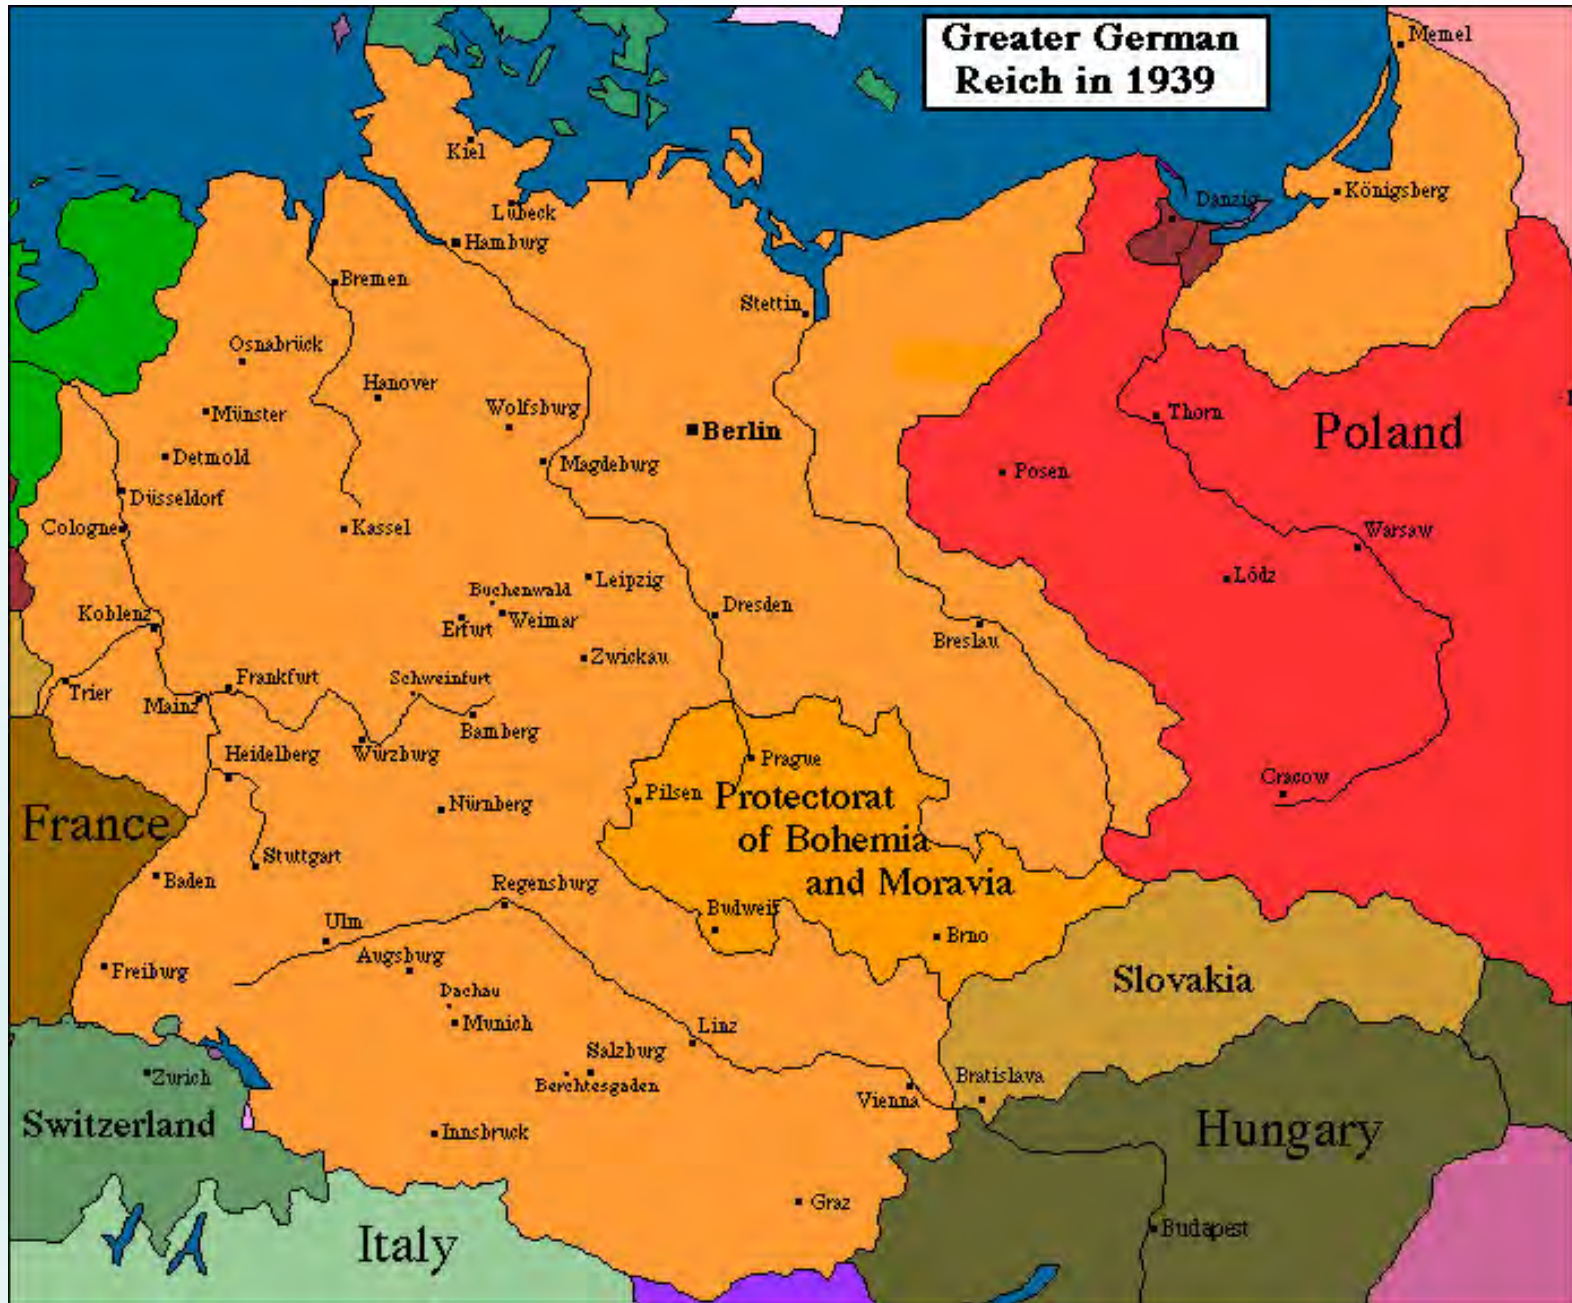 Greater German
Reich in 1939
Memel
Kiel
Königsberg
Danzig
Lübeck
Hamburg
Bremen
Stettin
Osnabrück
Hanover
Wolfsburg
Münster
Thorn
Berlin
Poland
Detmold
Magdeburg
Posen
Düsseldorf
Cologne
Kassel
Warsaw
Leipzig
Lödz
Buchenwald
Dresden
Koblenz
Weimar
Erfurt
Breslau
Zwickau
Frankfurt
Schweinfurt
Trier
Mainz
Bamberg
Heidelberg
Würzburg
Prague
Cracow
Pilsen
Protectorat
of Bohemia
and Moravia
Nürnberg
France
Stuttgart
Baden
Regensburg
Budweis
Ulm
Brno
Augsburg
Freiburg
Slovakia
Dachau
Munich
Linz
Salzburg
Zurich
Berchtesgaden
Bratislava
Vienna
Switzerland
Innsbruck
Hungary
Graz
Budapest
Italy